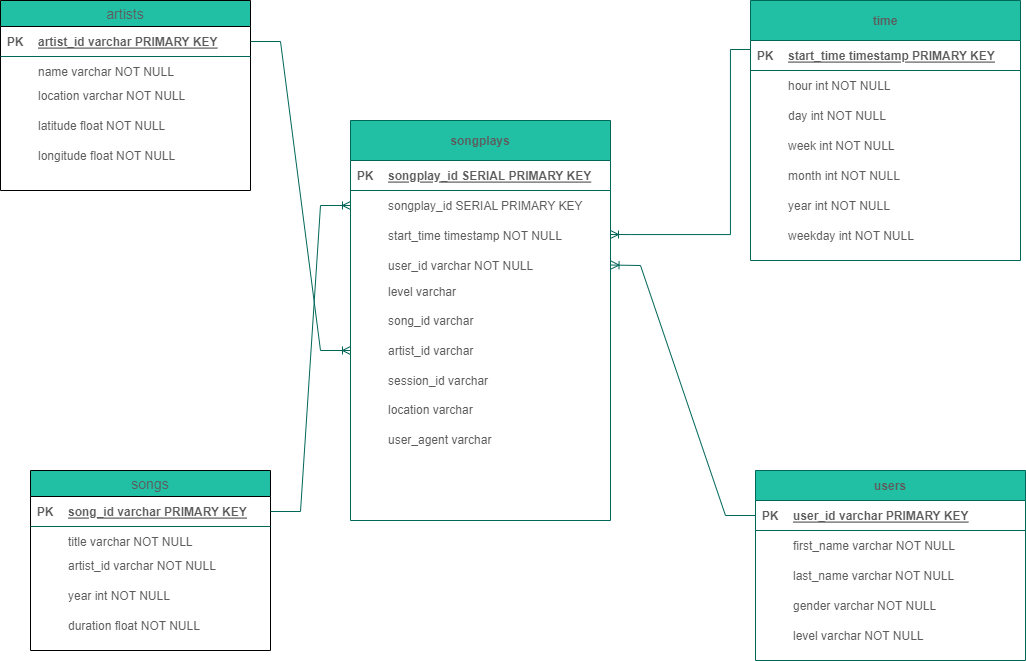 artists
PK artist_id varchar PRIMARY KEY
name varchar NOT NULL
location varchar NOT NULL
latitude float NOT NULL
longitude float NOT NULL
time
PK start_time timestamp PRIMARY KEY
hour int NOT NULL
day int NOT NULL
week int NOT NULL
month int NOT NULL
year int NOT NULL
weekday int NOT NULL
songplays
PK songplay_id SERIAL PRIMARY KEY
songplay_id SERIAL PRIMARY KEY
start_time timestamp NOT NULL
user_id varchar NOT NULL
level varchar
song_id varchar
artist_id varchar
session_id varchar
location varchar
user_agent varchar
songs
PK song_id varchar PRIMARY KEY
title varchar NOT NULL
artist_id varchar NOT NULL
year int NOT NULL
duration float NOT NULL
users
PK user_id varchar PRIMARY KEY
first_name varchar NOT NULL
last_name varchar NOT NULL
gender varchar NOT NULL
level varchar NOT NULL